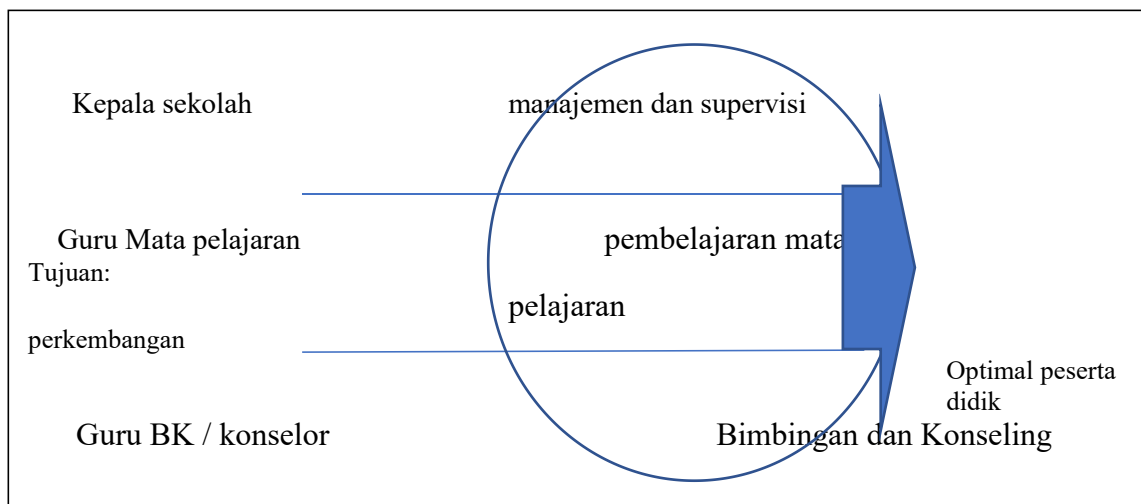 Kepala sekolah manajemen dan supervisi
Guru Mata pelajaran pembelajaran mata
Tujuan:
pelajaran
perkembangan
Optimal peserta
didik
Guru BK / konselor Bimbingan dan Konseling